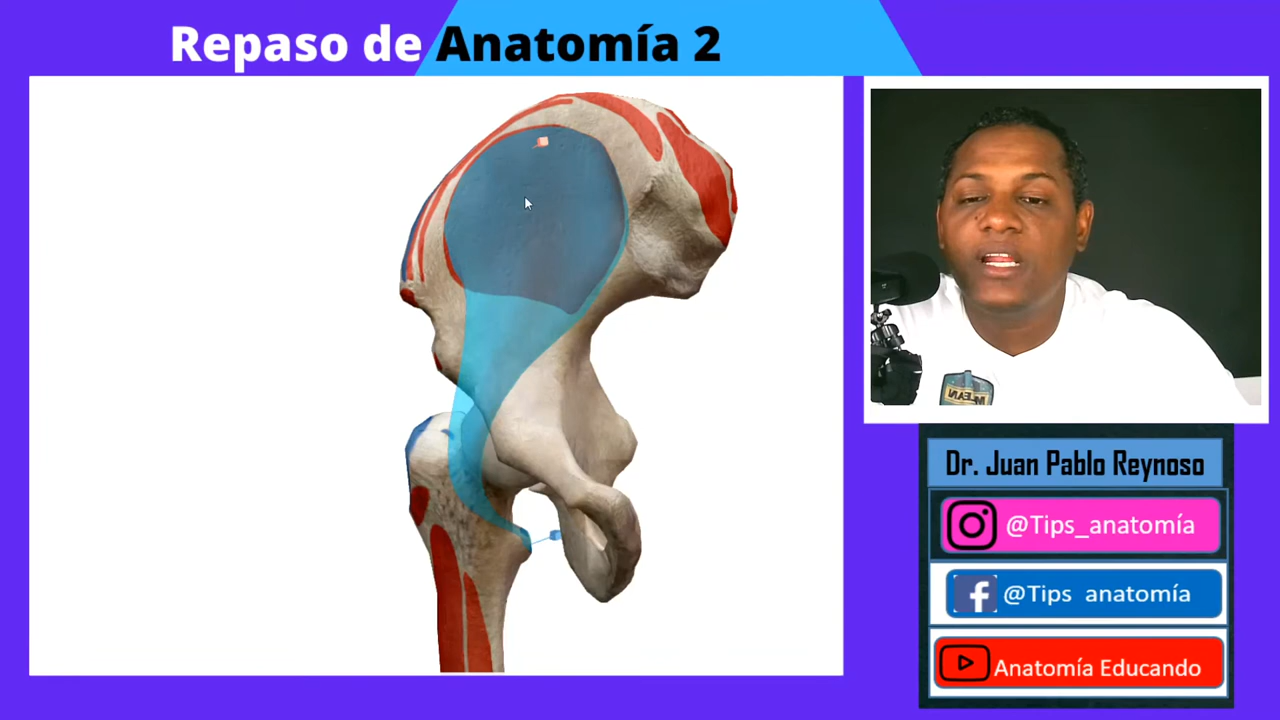 Repaso de Anatomía 2
Dr. Juan Pablo Reynoso
@Tips_anatomía
@Tips anatomía
Anatomía Educando